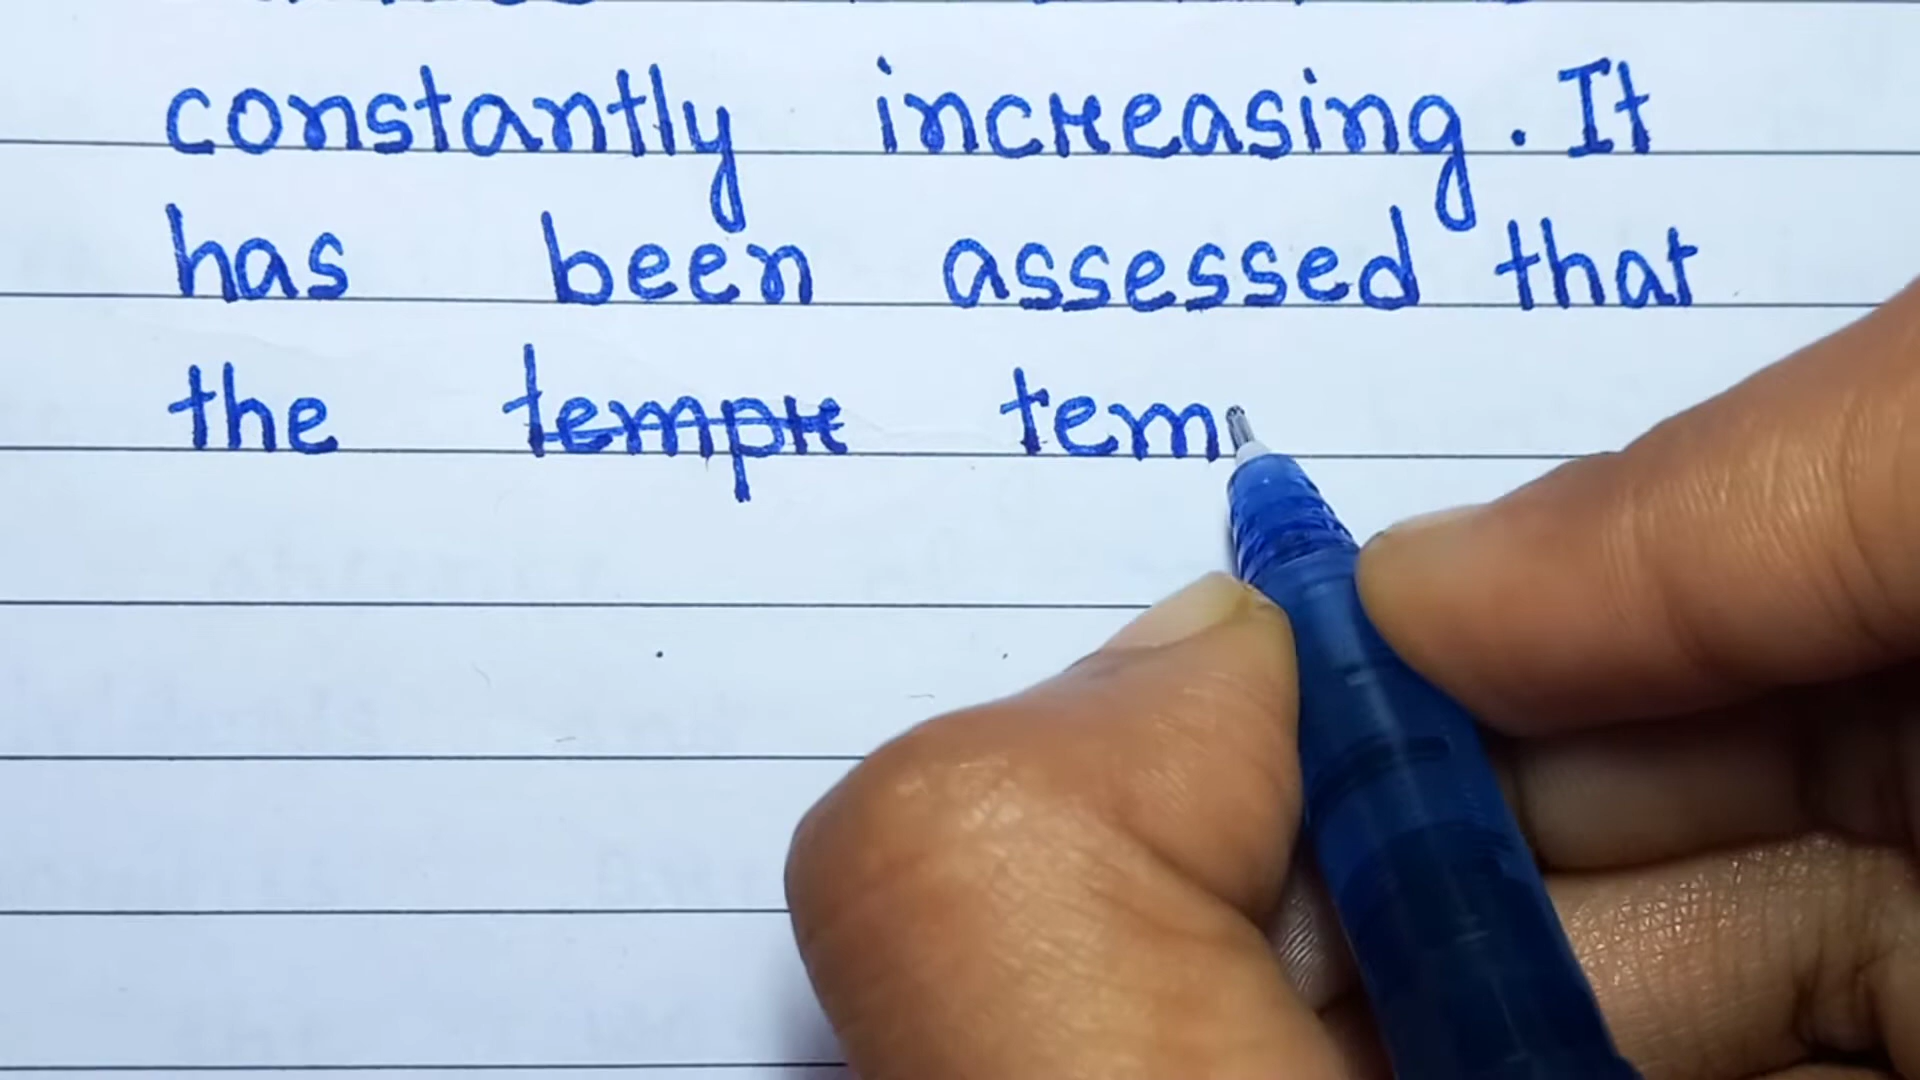 constantly increasing. It
has been assessed that
the tempr tem